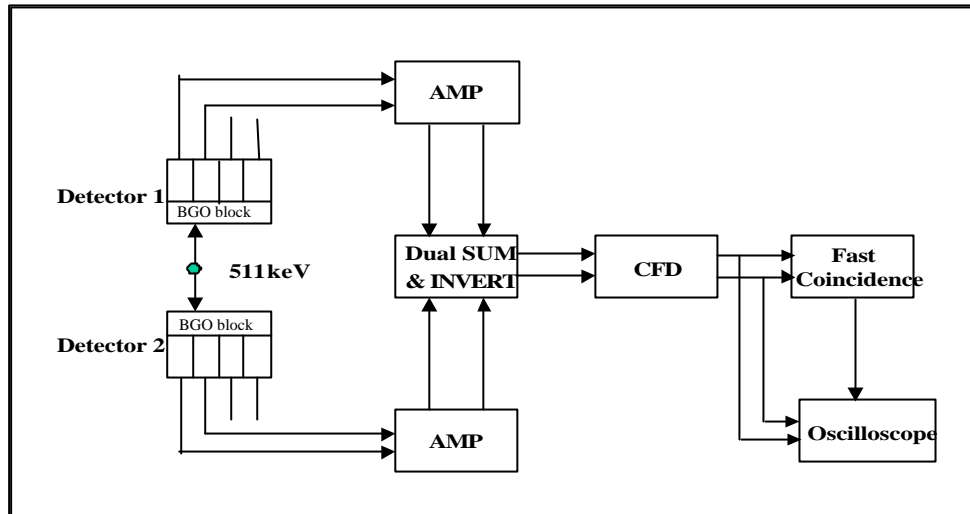 AMP
Detector 1
BGO block
511keV
Dual SUM
& INVERT
CFD
Fast
Coincidence
BGO block
Detector 2
AMP
Oscilloscope